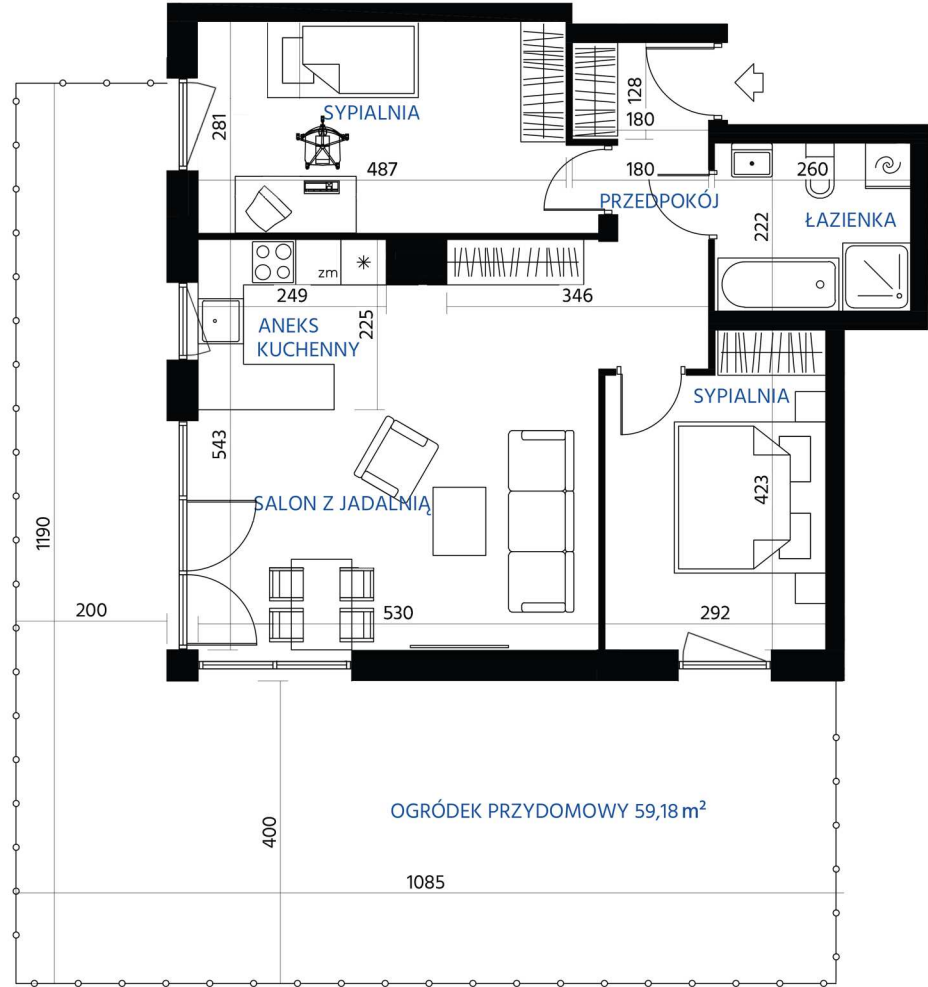 128
180
281
SYPIALNIA
487
180
260
PRZEDPOKÓJ
222
ŁAZIENKA
zm
249
346
ANEKS
KUCHENNY
225
SYPIALNIA
543
423
SALON Z JADALNIĄ
1190
200
530
292
OGRÓDEK PRZYDOMOWY 59,18 m²
400
1085